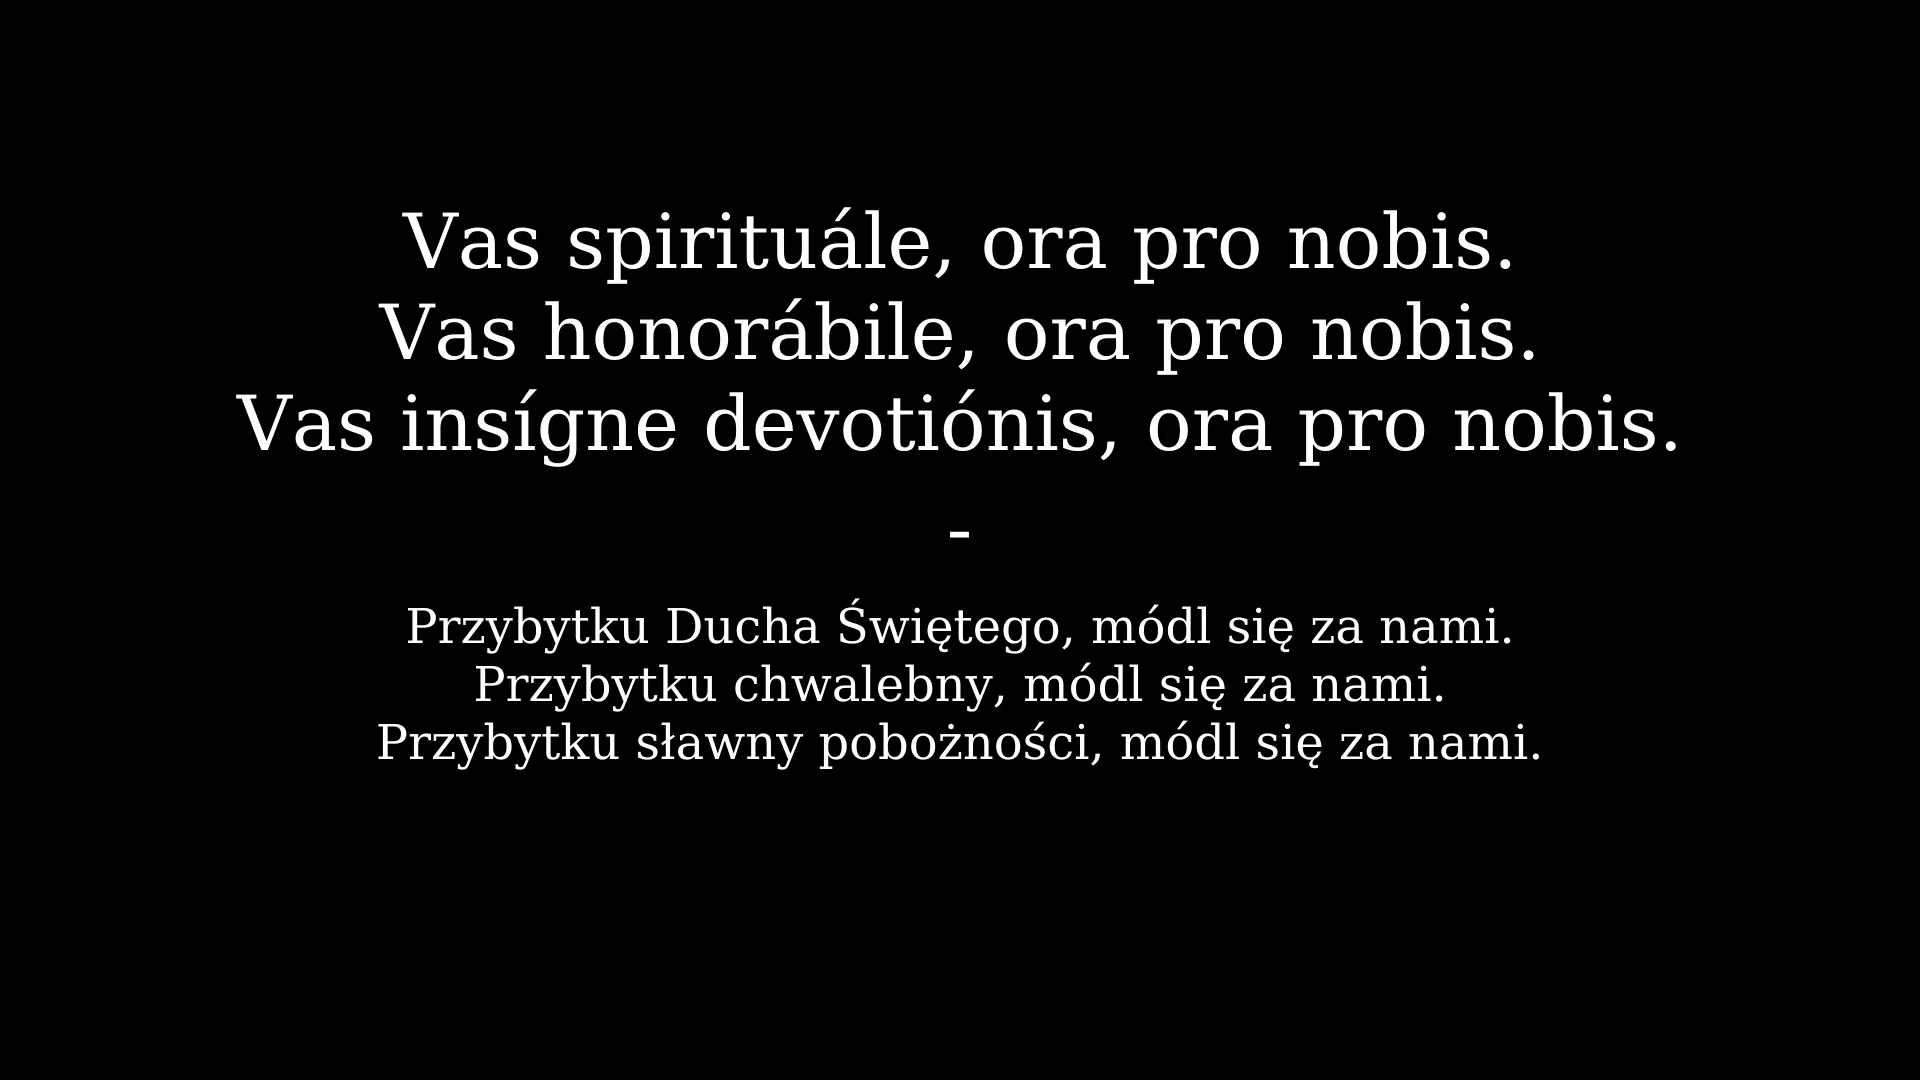 Vas spirituále, ora pro nobis.
Vas honorábile, ora pro nobis.
Vas insígne devotiónis, ora pro nobis.
-
Przybytku Ducha Świętego, módl się za nami.
Przybytku chwalebny, módl się za nami.
Przybytku sławny pobożności, módl się za nami.